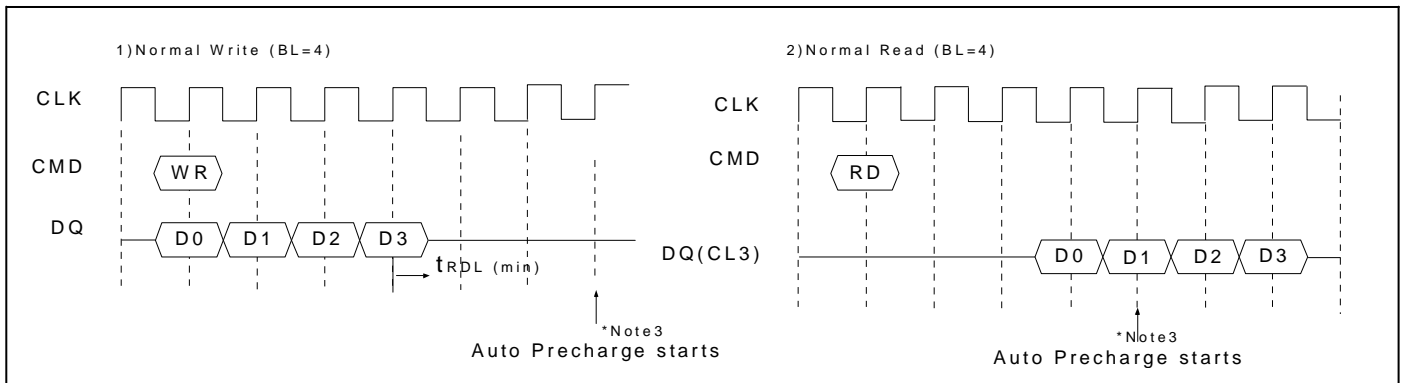 1)Normal Write (BL=4)
CLK
CMD
WR
DQ
D0 D1 D2 D3
tRDL (min)
*Note3
Auto Precharge starts
2)Normal Read (BL=4)
CLK
CMD
RD
DQ(CL3)
D0 D1 D2 D3
*Note3
Auto Precharge starts